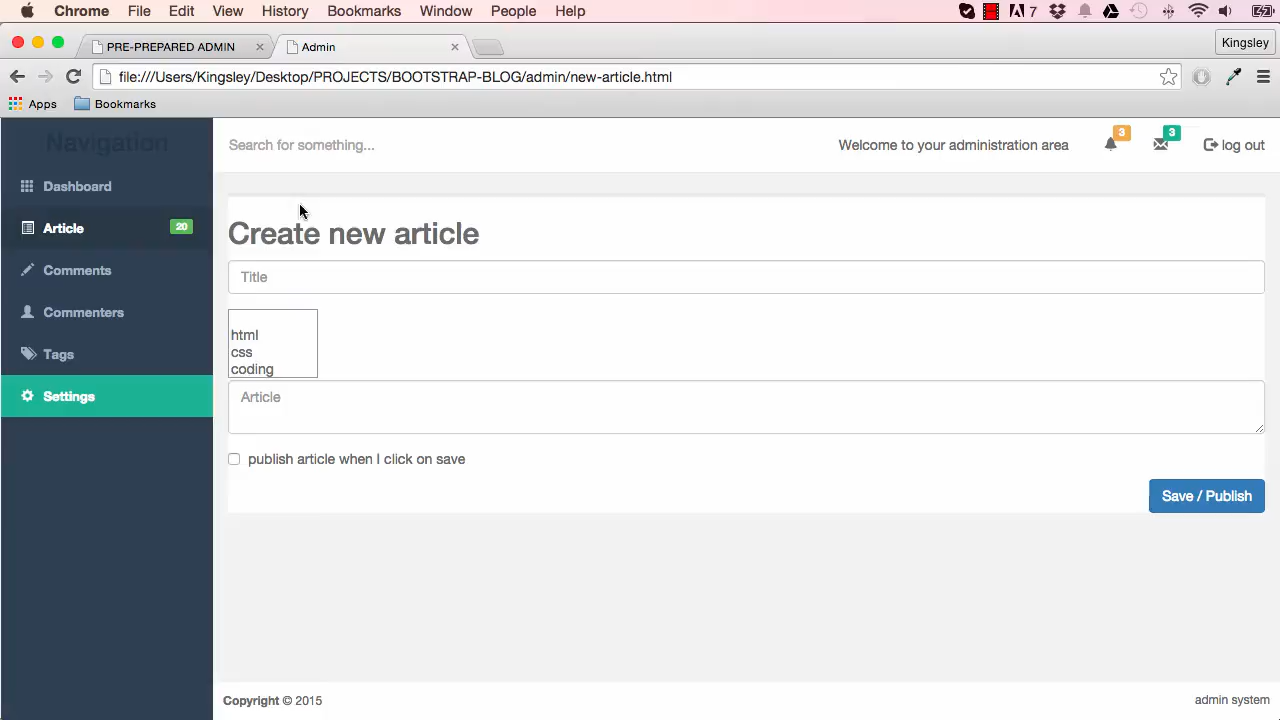 Chrome File Edit View History Bookmarks Window People Help 7
PRE-PREPARED ADMIN Admin Kingsley
file:///Users/Kingsley/Desktop/PROJECTS/BOOTSTRAP-BLOG/admin/new-article.html
Apps Bookmarks
Navigation
Search for something... Welcome to your administration area 3 3 log out
Dashboard
Article 20
Comments
Commenters
Tags
Settings
Create new article
Title
html
css
coding
Article
publish article when I click on save
Save / Publish
Copyright © 2015 admin system